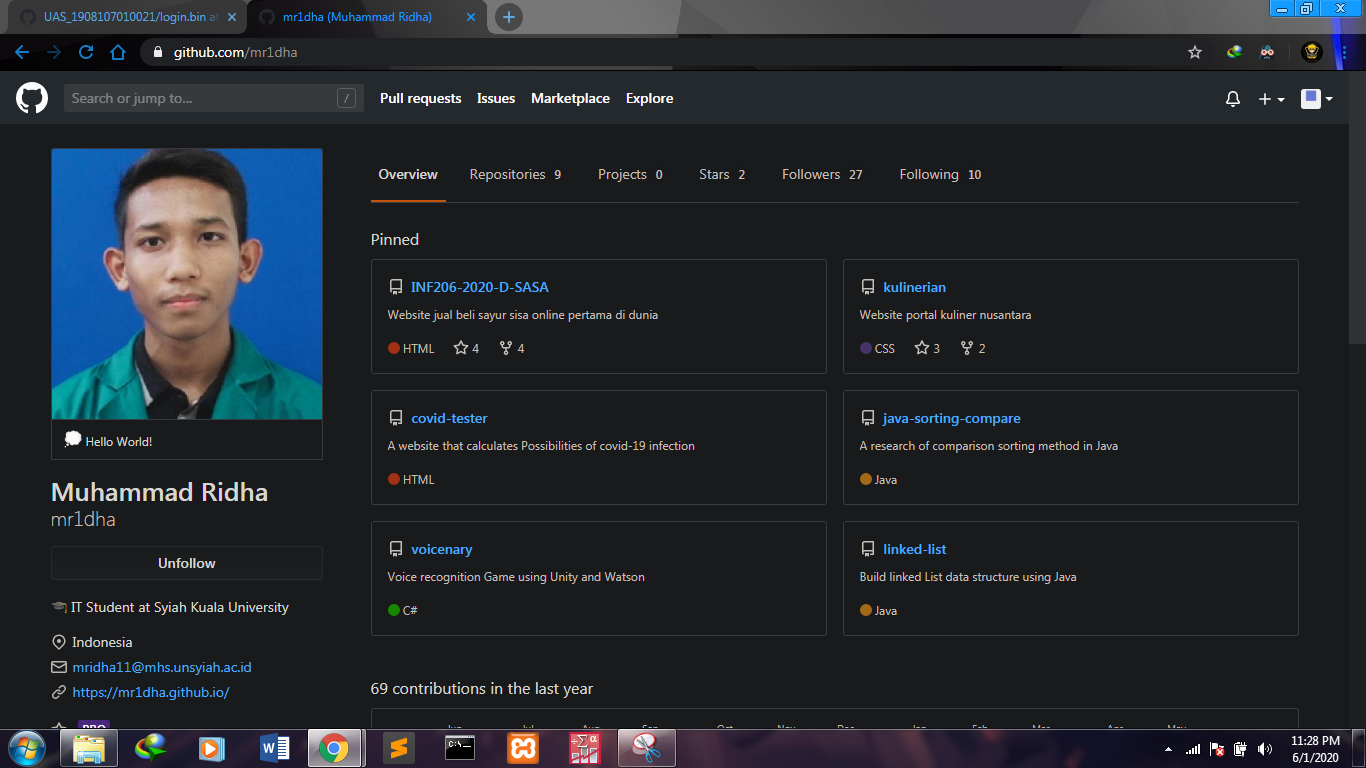 UAS_1908107010021/login.bin at
mr1dha (Muhammad Ridha)
github.com/mr1dha
Search or jump to...
/
Pull requests Issues Marketplace Explore
Overview Repositories 9 Projects 0 Stars 2 Followers 27 Following 10
Pinned
INF206-2020-D-SASA
Website jual beli sayur sisa online pertama di dunia
HTML 4 4
kulinerian
Website portal kuliner nusantara
CSS 3 2
covid-tester
A website that calculates Possibilities of covid-19 infection
HTML
java-sorting-compare
A research of comparison sorting method in Java
Java
voicenary
Voice recognition Game using Unity and Watson
C#
linked-list
Build linked List data structure using Java
Java
69 contributions in the last year
Hello World!
Muhammad Ridha
mr1dha
Unfollow
IT Student at Syiah Kuala University
Indonesia
mridha11@mhs.unsyiah.ac.id
https://mr1dha.github.io/
PRO
11:28 PM
6/1/2020